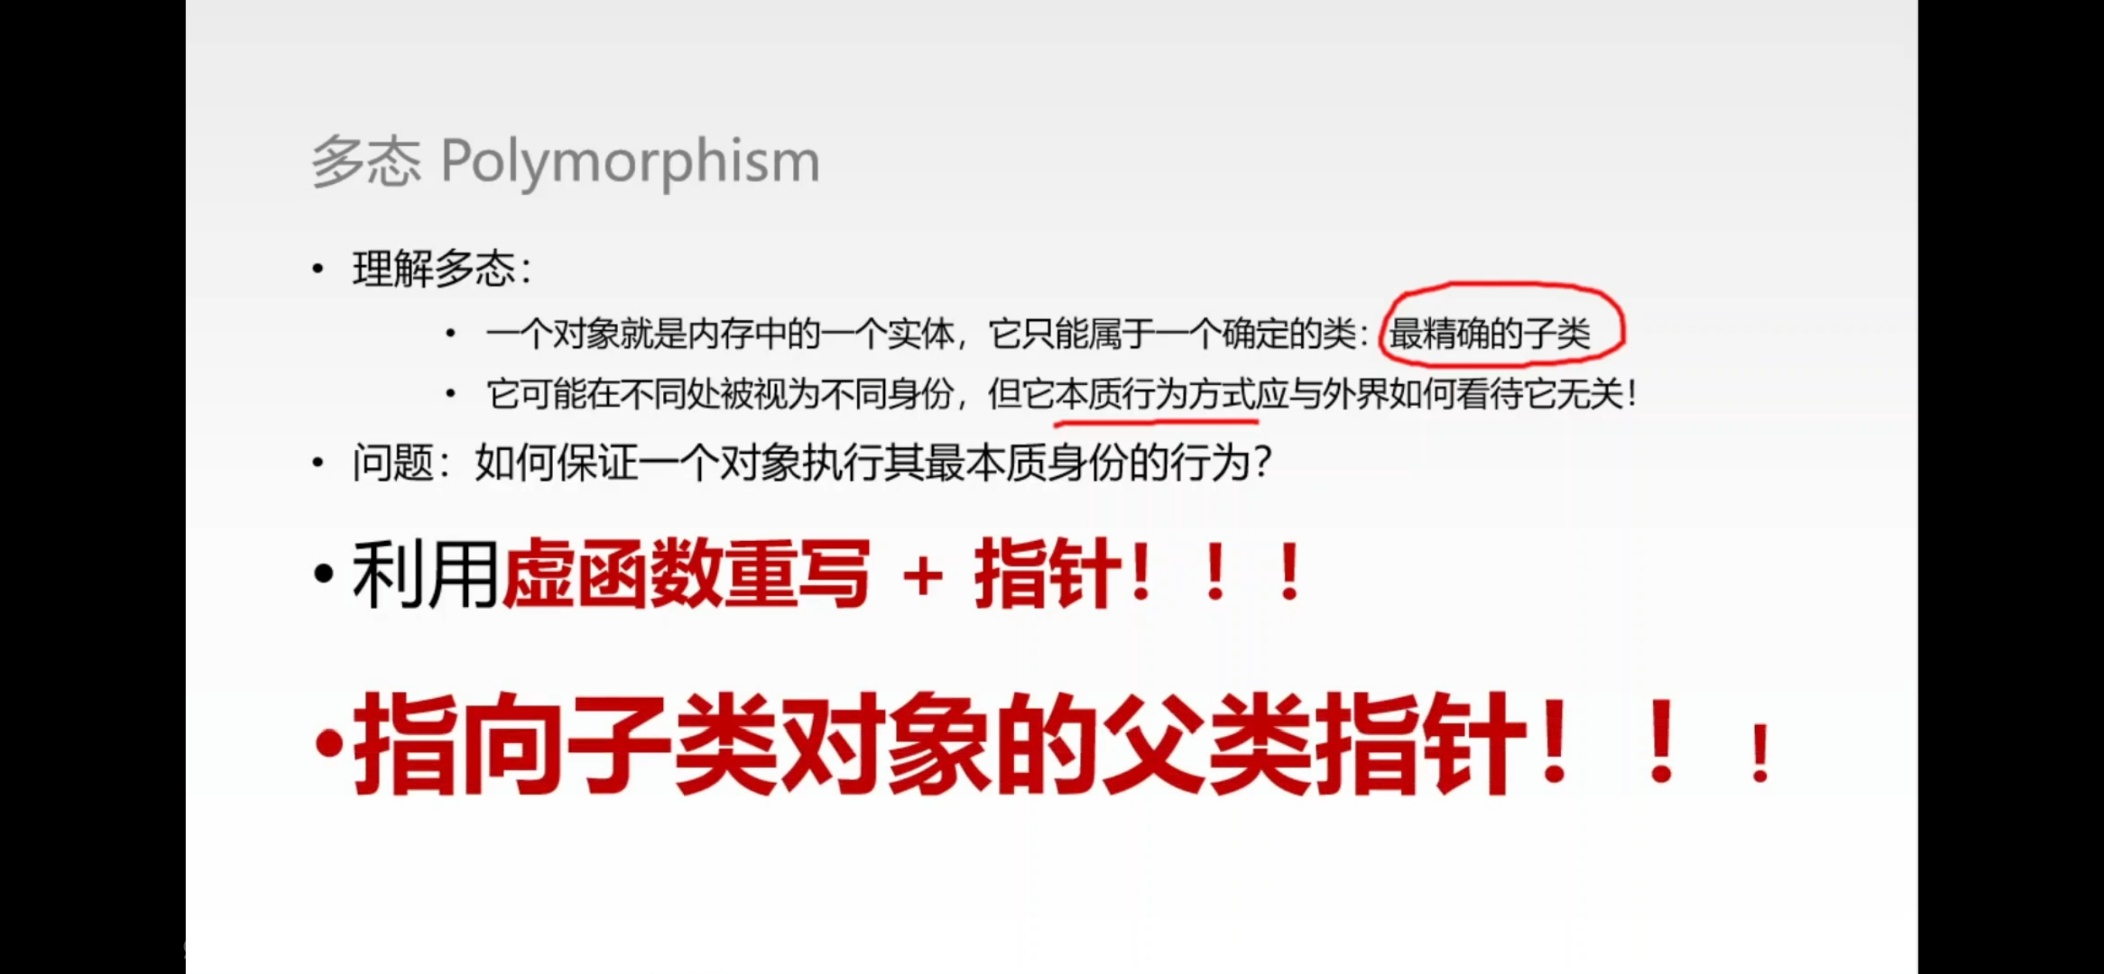 多态 Polymorphism
• 理解多态：
• 一个对象就是内存中的一个实体，它只能属于一个确定的类：最精确的子类
• 它可能在不同处被视为不同身份，但它本质行为方式应与外界如何看待它无关！
• 问题：如何保证一个对象执行其最本质身份的行为？
• 利用虚函数重写 + 指针！！！
• 指向子类对象的父类指针！！！